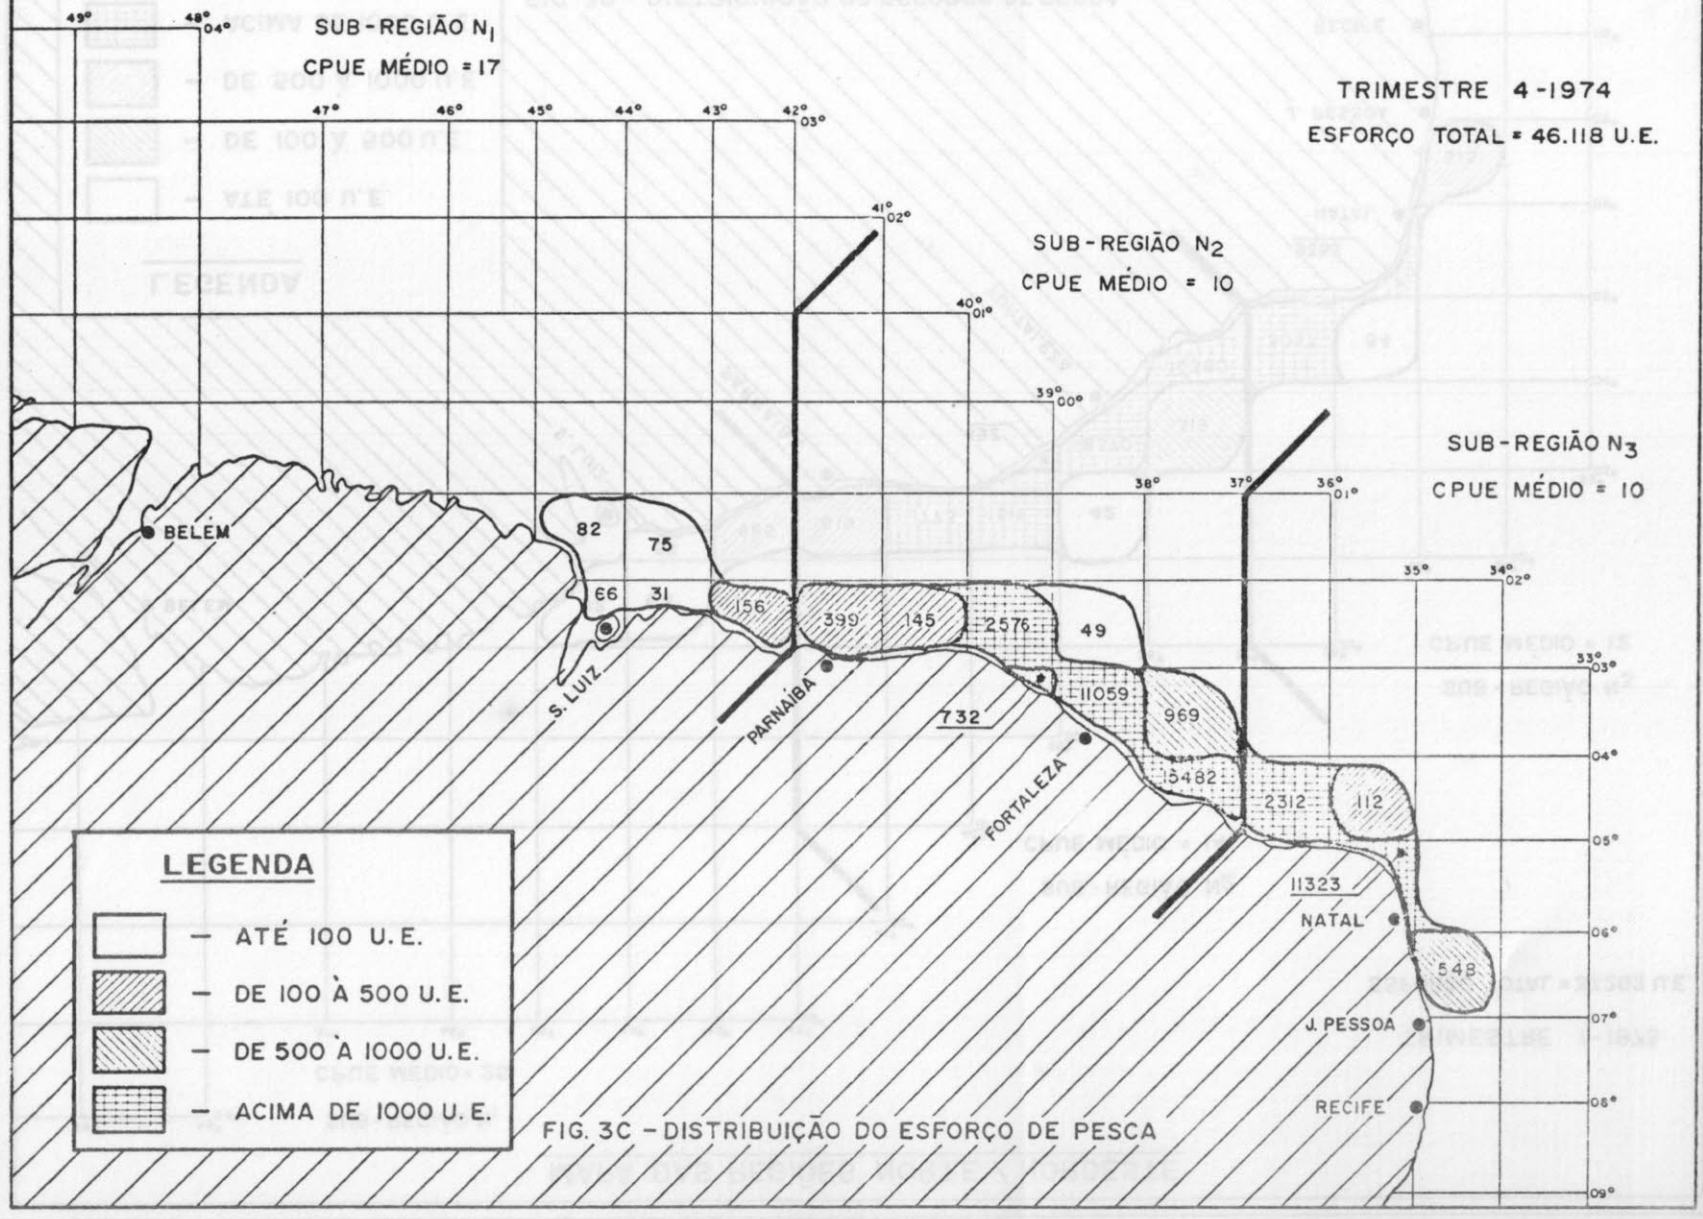 49° 48° 04°
SUB-REGIÃO N1
CPUE MÉDIO = 17
TRIMESTRE 4-1974
ESFORÇO TOTAL = 46.118 U.E.
47° 46° 45° 44° 43° 42° 03°
41° 02°
SUB-REGIÃO N2
CPUE MÉDIO = 10
40° 01°
39° 00°
SUB-REGIÃO N3
CPUE MÉDIO = 10
38° 37° 36° 01°
82 75
BELÉM
35° 34° 02°
66 31 156 399 145 2576 49
33° 03°
S. LUIZ
PARNAÍBA
732
11059
969
FORTALEZA
04°
15482
2312
112
05°
11323
NATAL
06°
548
07°
J. PESSOA
RECIFE
08°
09°
LEGENDA
– ATÉ 100 U.E.
– DE 100 À 500 U.E.
– DE 500 À 1000 U.E.
– ACIMA DE 1000 U.E.
FIG. 3C – DISTRIBUIÇÃO DO ESFORÇO DE PESCA